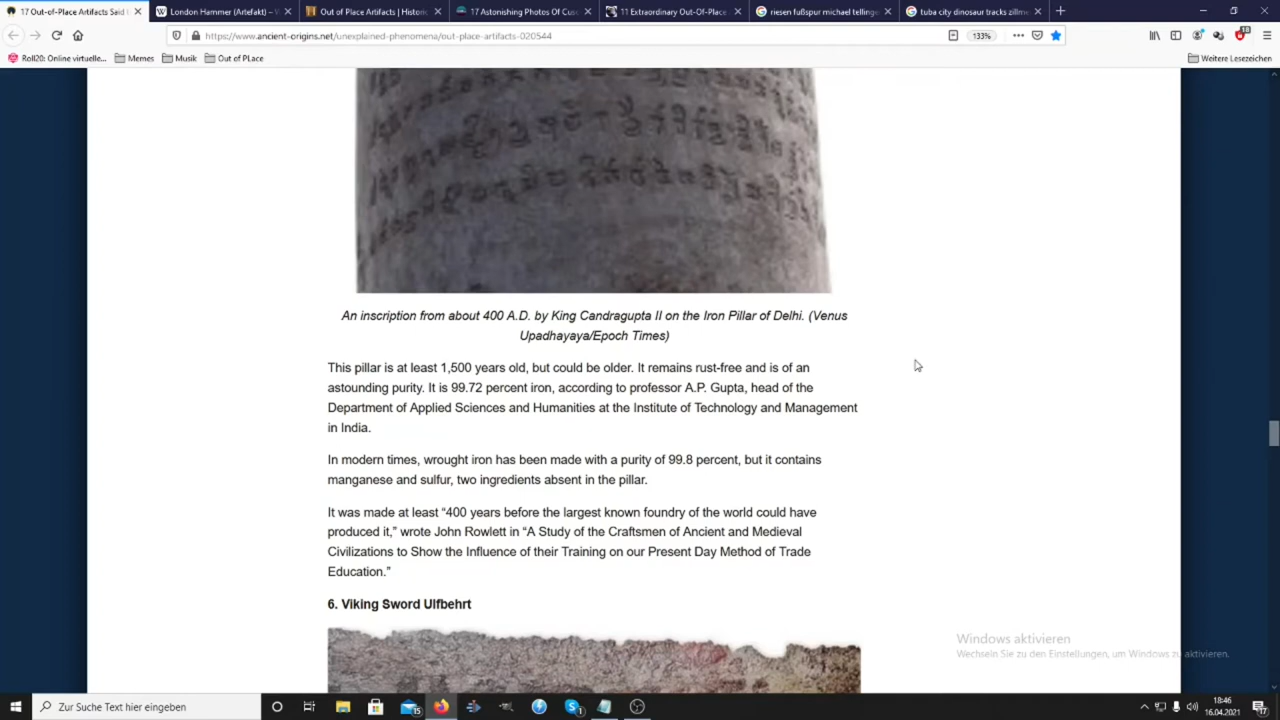 17 Out-of-Place Artifacts Said t
London Hammer (Artefakt) – W
Out of Place Artifacts | Historic
17 Astonishing Photos Of Cus
11 Extraordinary Out-Of-Place
riesen fußspur michael tellinge
tuba city dinosaur tracks zillme
https://www.ancient-origins.net/unexplained-phenomena/out-place-artifacts-020544
133%
18
Roll20: Online virtuelle...
Memes
Musik
Out of PLace
Weitere Lesezeichen
An inscription from about 400 A.D. by King Candragupta II on the Iron Pillar of Delhi. (Venus
Upadhayaya/Epoch Times)
This pillar is at least 1,500 years old, but could be older. It remains rust-free and is of an
astounding purity. It is 99.72 percent iron, according to professor A.P. Gupta, head of the
Department of Applied Sciences and Humanities at the Institute of Technology and Management
in India.
In modern times, wrought iron has been made with a purity of 99.8 percent, but it contains
manganese and sulfur, two ingredients absent in the pillar.
It was made at least “400 years before the largest known foundry of the world could have
produced it,” wrote John Rowlett in “A Study of the Craftsmen of Ancient and Medieval
Civilizations to Show the Influence of their Training on our Present Day Method of Trade
Education.”
6. Viking Sword Ulfbehrt
Windows aktivieren
Wechseln Sie zu den Einstellungen, um Windows zu aktivieren.
Zur Suche Text hier eingeben
15
1
18:46
16.04.2021
17